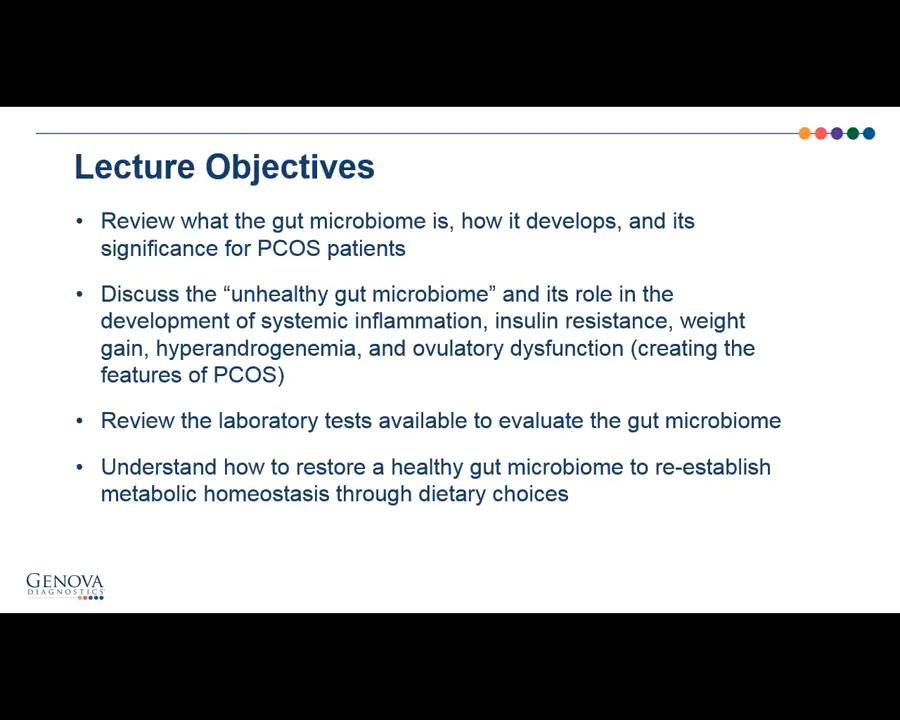 Lecture Objectives
• Review what the gut microbiome is, how it develops, and its
significance for PCOS patients
• Discuss the “unhealthy gut microbiome” and its role in the
development of systemic inflammation, insulin resistance, weight
gain, hyperandrogenemia, and ovulatory dysfunction (creating the
features of PCOS)
• Review the laboratory tests available to evaluate the gut microbiome
• Understand how to restore a healthy gut microbiome to re-establish
metabolic homeostasis through dietary choices
GENOVA
DIAGNOSTICS